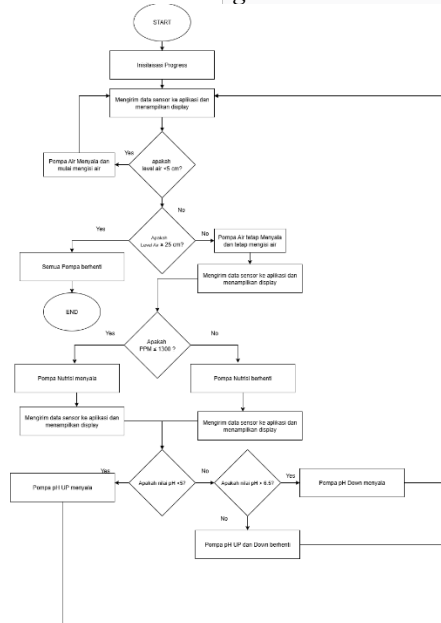 START
Inisilasasi Progress
Mengirim data sensor ke aplikasi dan
menampilkan display
Yes
Pompa Air Menyala dan
mulai mengisi air
apakah
level air <5 cm?
No
Yes
Apakah
Level Air ≥ 25 cm?
No
Pompa Air tetap Menyala
dan tetap mengisi air
Semua Pompa berhenti
Mengirim data sensor ke aplikasi dan
menampilkan display
END
Yes
Apakah
PPM ≤ 1300 ?
No
Pompa Nutrisi menyala
Pompa Nutrisi berhenti
Mengirim data sensor ke aplikasi dan
menampilkan display
Mengirim data sensor ke aplikasi dan
menampilkan display
Yes
Apakah nilai pH <5?
No
Apakah nilai pH > 6.5?
Yes
Pompa pH UP menyala
Pompa pH Down menyala
No
Pompa pH UP dan Down berhenti